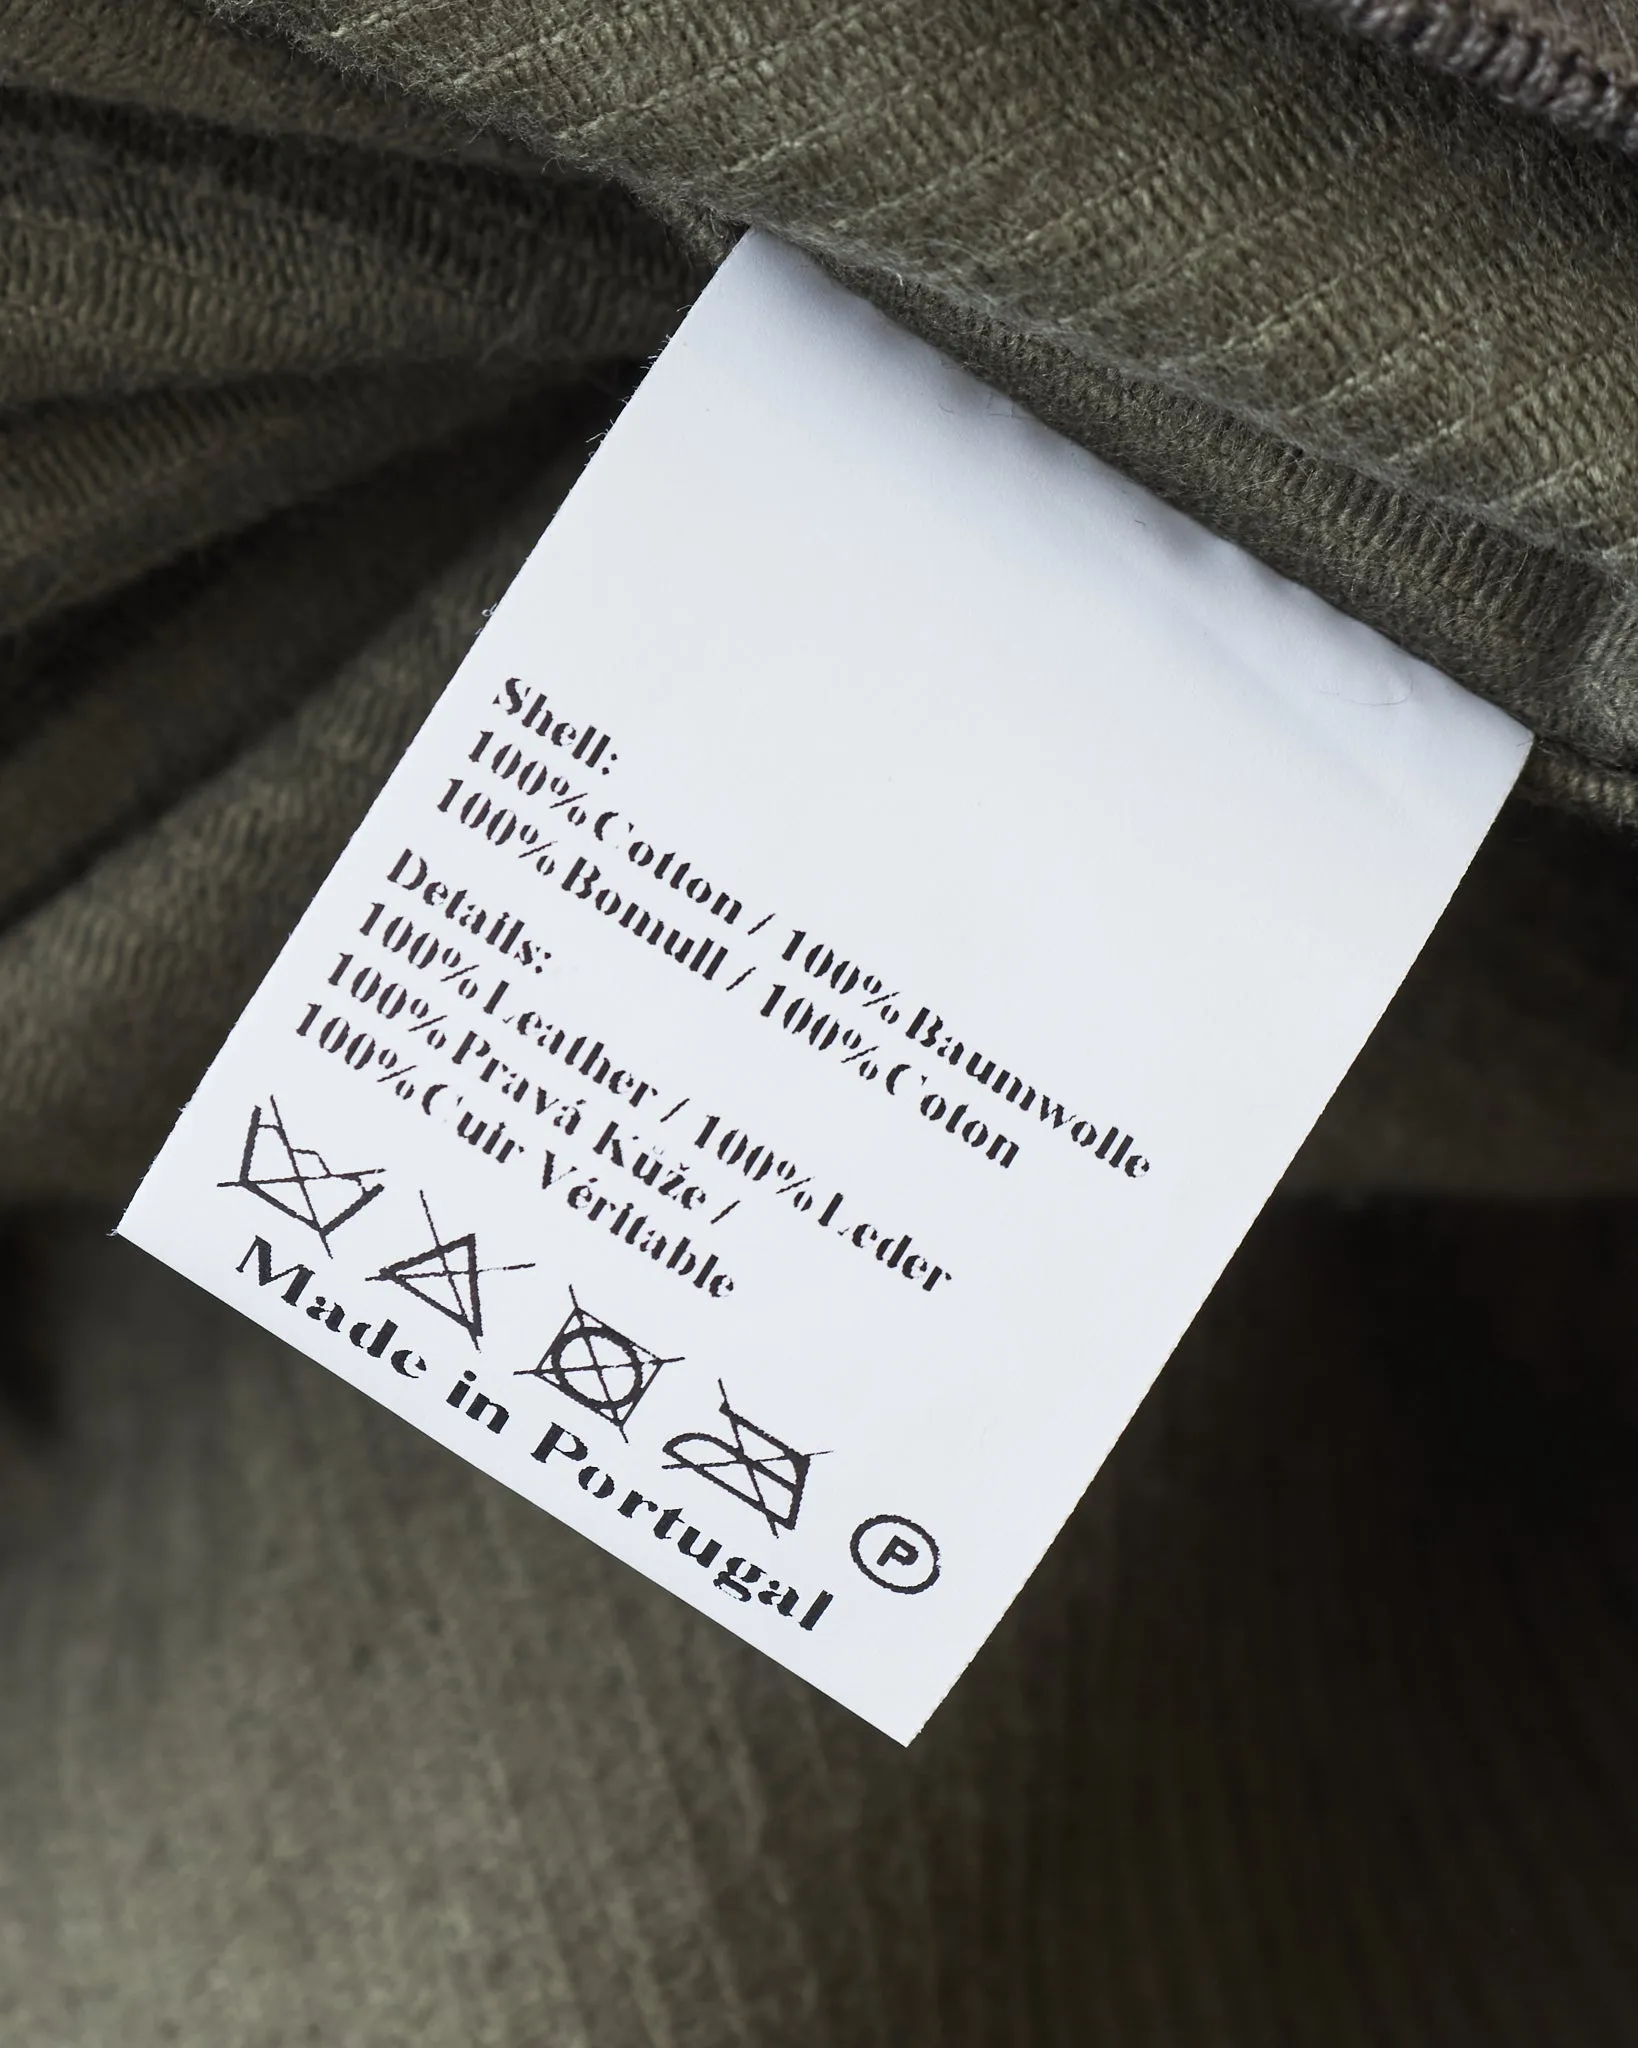 Shell:
100% Cotton / 100% Baumwolle
100% Bomull / 100% Coton
Details:
100% Leather / 100% Leder
100% Pravá Kůže /
100% Cuir Véritable
P
Made in Portugal